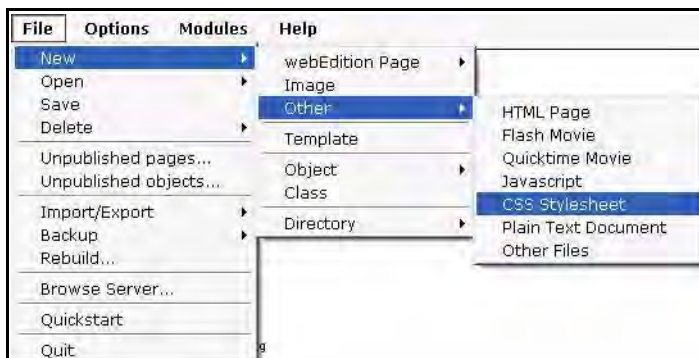 File Options Modules Help
New
Open
Save
Delete
Unpublished pages...
Unpublished objects...
Import/Export
Backup
Rebuild...
Browse Server...
Quickstart
Quit
webEdition Page
Image
Other
Template
Object
Class
Directory
HTML Page
Flash Movie
Quicktime Movie
Javascript
CSS Stylesheet
Plain Text Document
Other Files
g